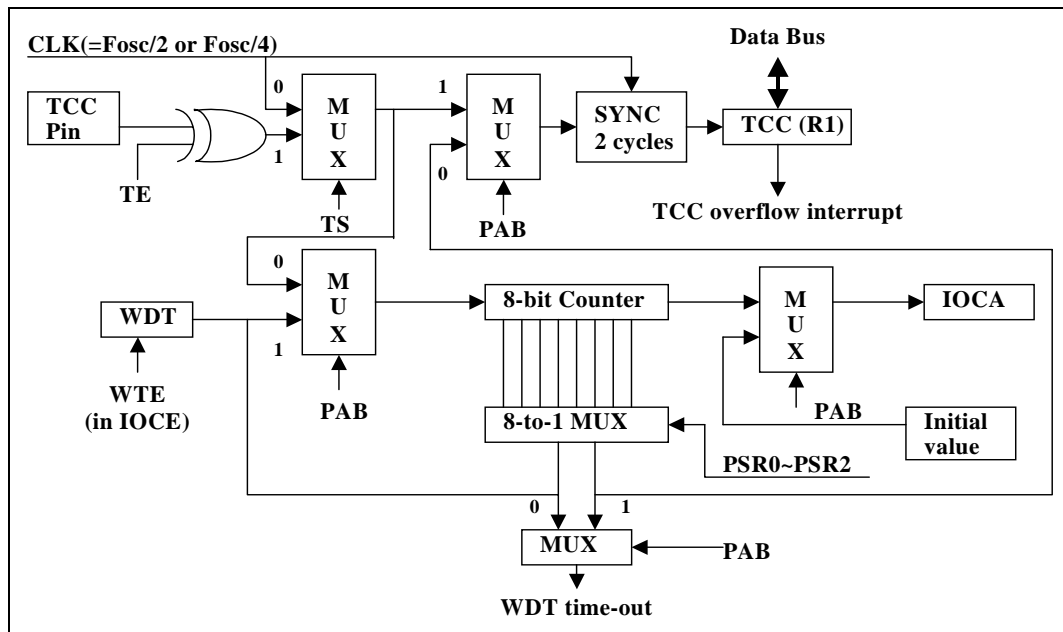 CLK(=Fosc/2 or Fosc/4)
Data Bus
0
1
TCC
Pin
M
U
X
M
U
X
SYNC
2 cycles
TCC (R1)
1
0
TE
TS
PAB
TCC overflow interrupt
0
M
U
X
8-bit Counter
M
U
X
IOCA
WDT
1
WTE
(in IOCE)
PAB
8-to-1 MUX
PAB
Initial
value
PSR0~PSR2
0
1
MUX
PAB
WDT time-out